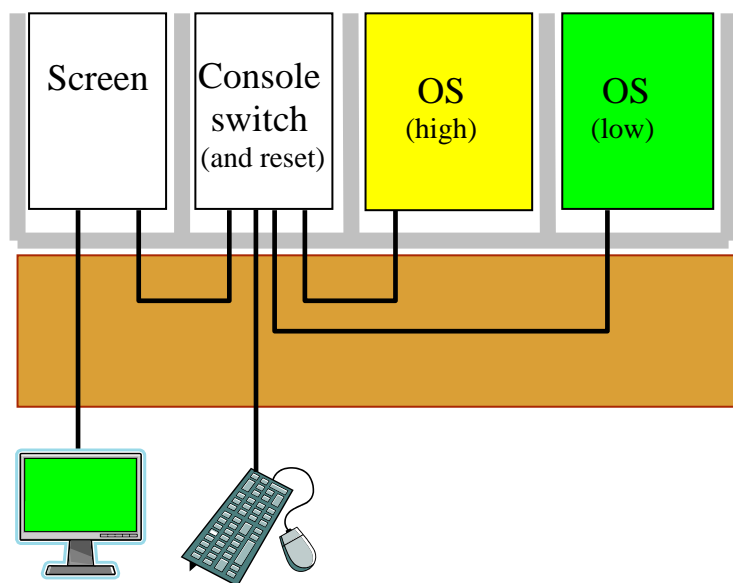 Screen
Console
switch
(and reset)
OS
(high)
OS
(low)